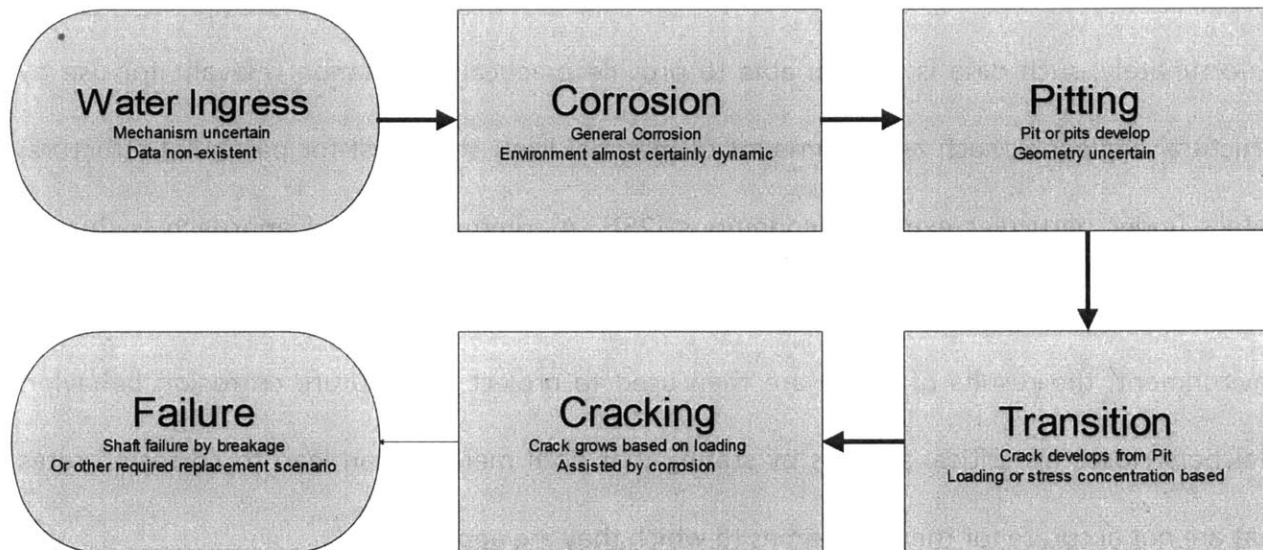 Water Ingress
Mechanism uncertain
Data non-existent
Corrosion
General Corrosion
Environment almost certainly dynamic
Pitting
Pit or pits develop
Geometry uncertain
Failure
Shaft failure by breakage
Or other required replacement scenario
Cracking
Crack grows based on loading
Assisted by corrosion
Transition
Crack develops from Pit
Loading or stress concentration based